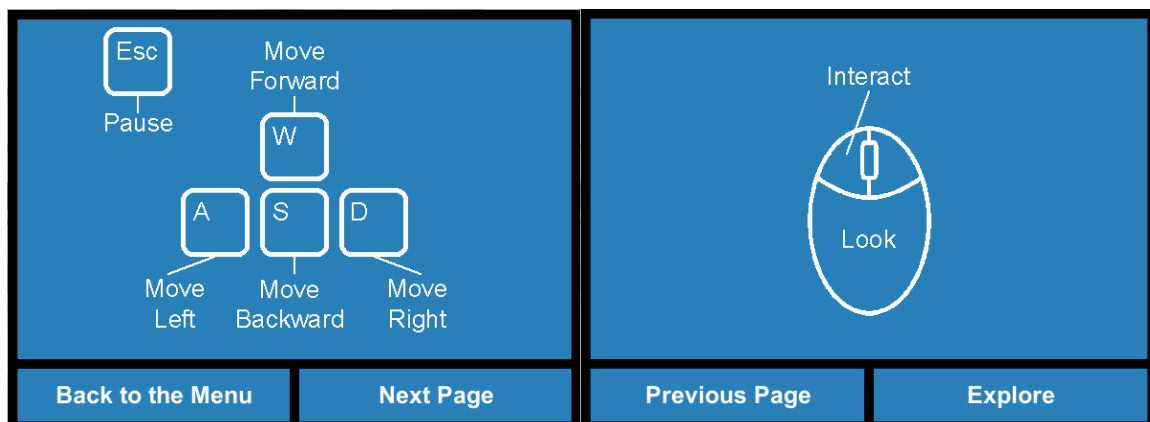 Esc
Pause
Move
Forward
W
A
S
D
Move
Left
Move
Backward
Move
Right
Back to the Menu
Next Page
Interact
Look
Previous Page
Explore